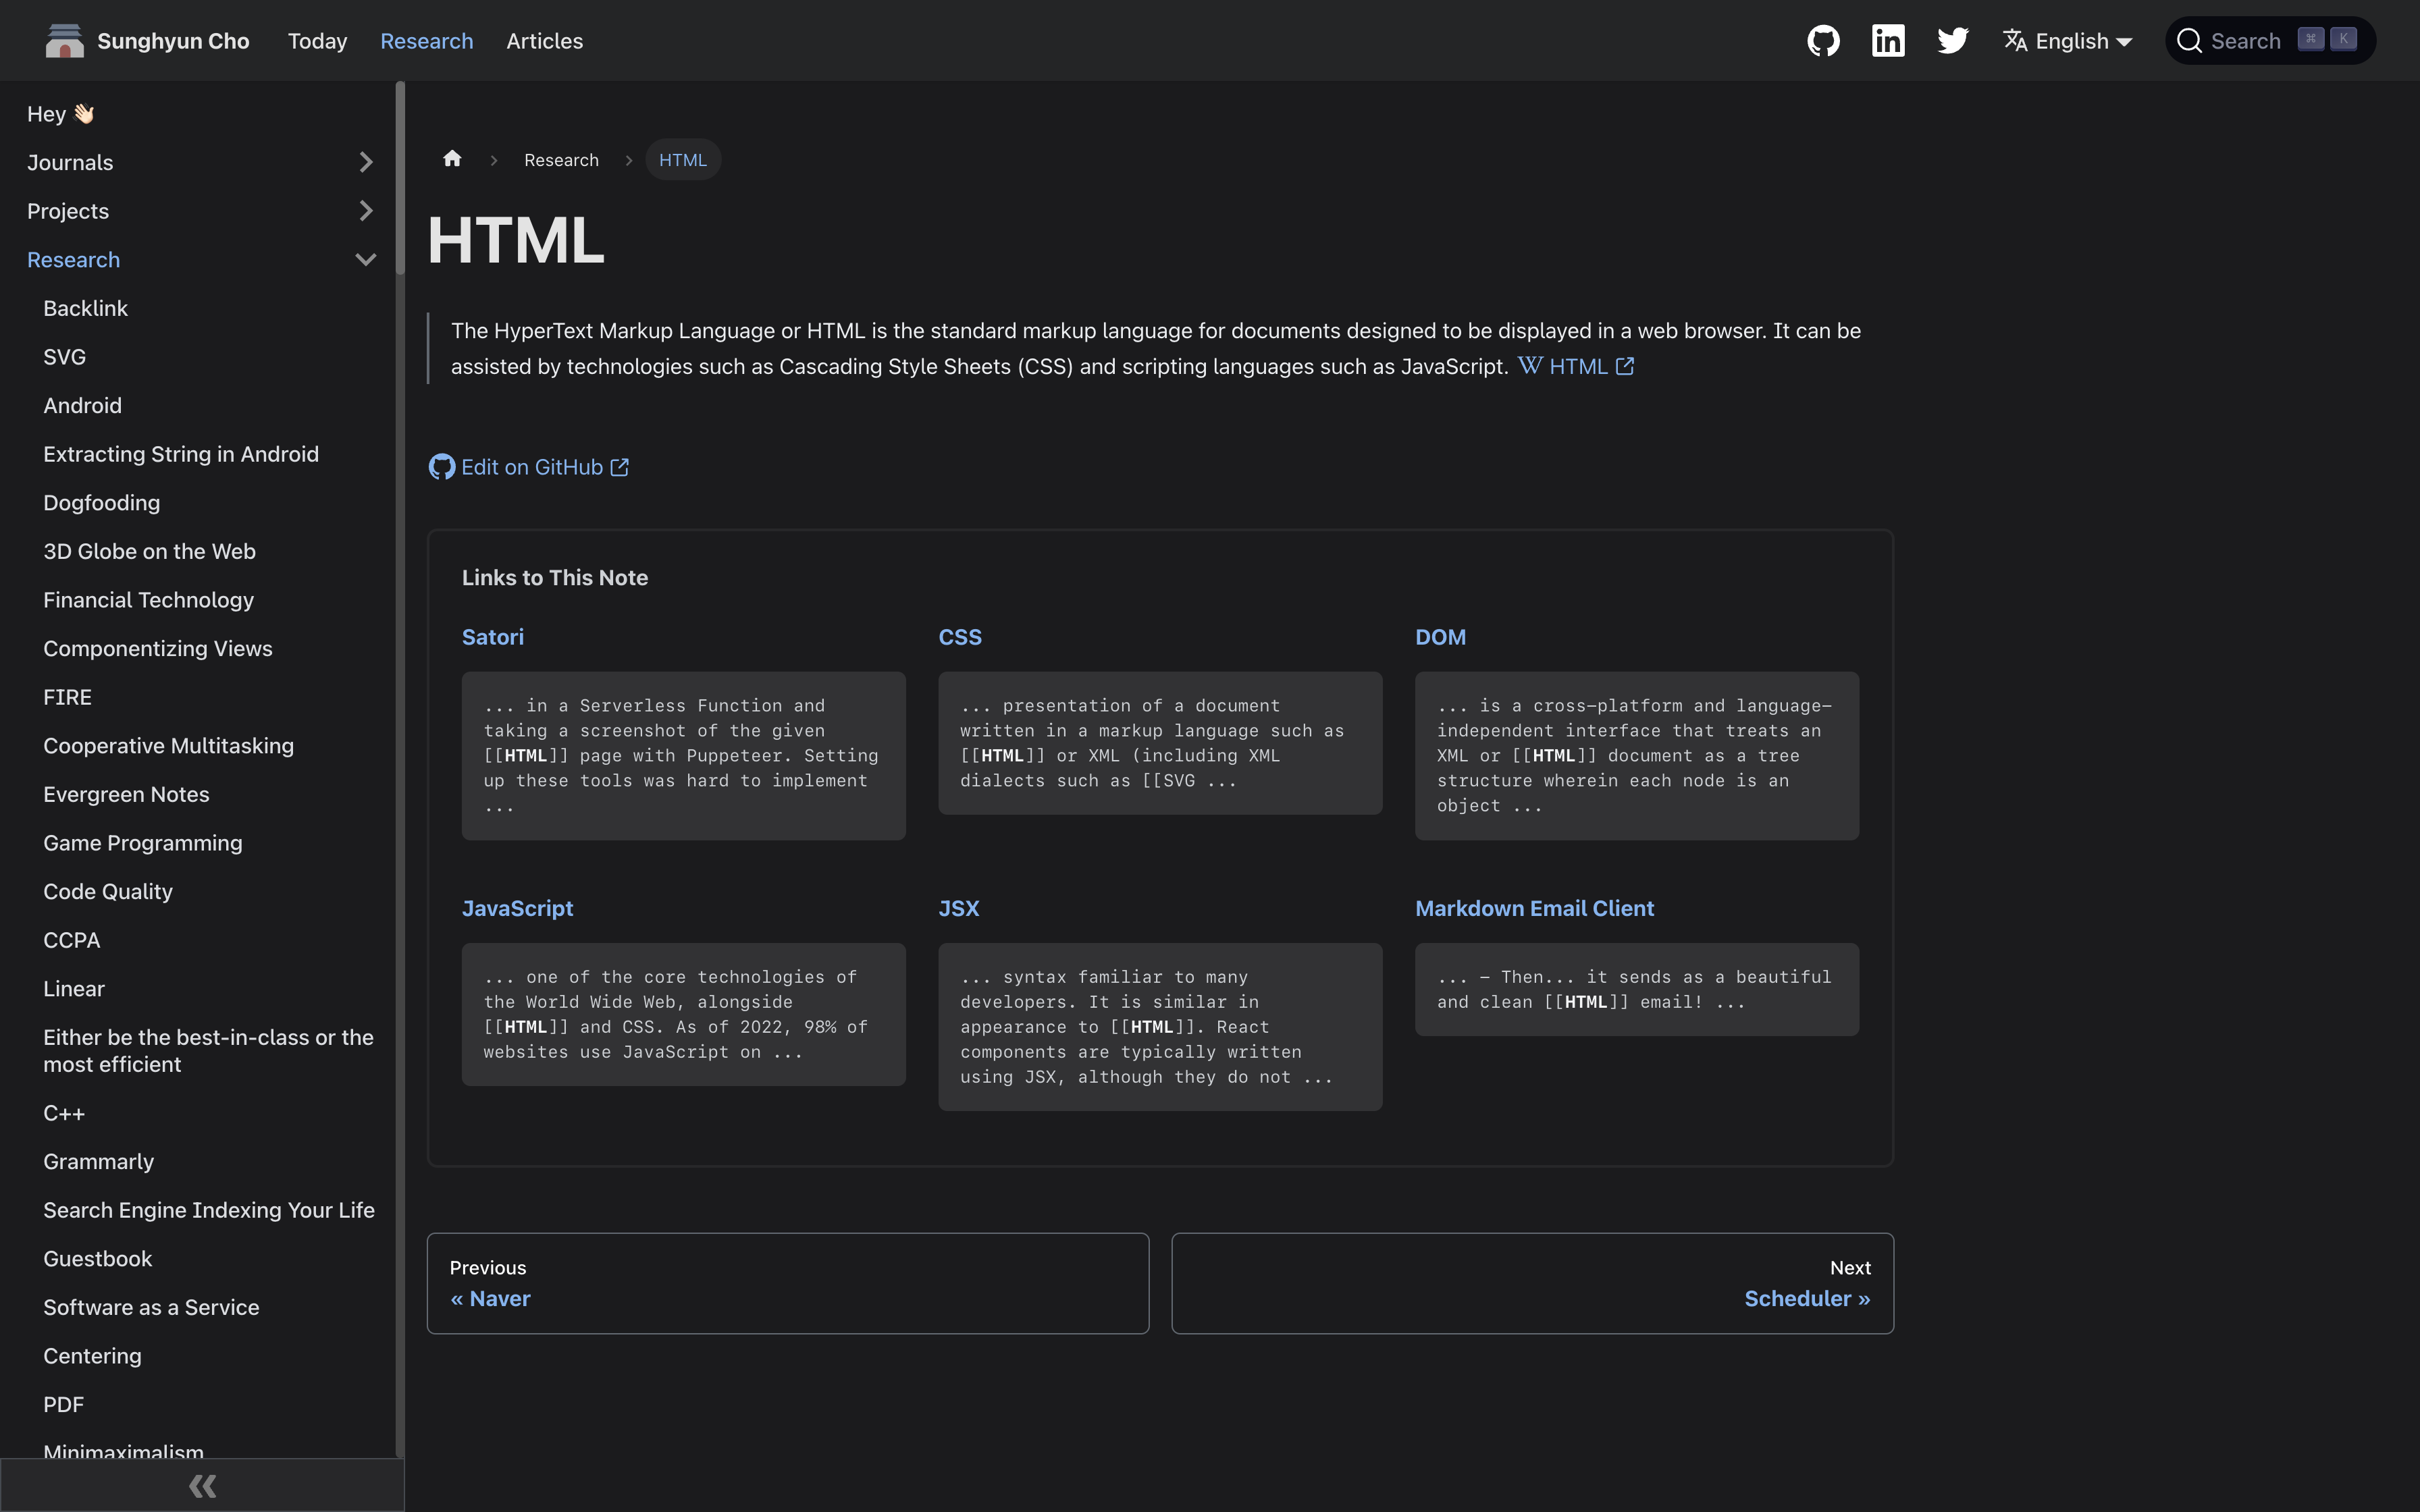 Sunghyun Cho Today Research Articles English Search ⌘ K
Hey 👋🏻
Journals
Projects
Research
Backlink
SVG
Android
Extracting String in Android
Dogfooding
3D Globe on the Web
Financial Technology
Componentizing Views
FIRE
Cooperative Multitasking
Evergreen Notes
Game Programming
Code Quality
CCPA
Linear
Either be the best-in-class or the
most efficient
C++
Grammarly
Search Engine Indexing Your Life
Guestbook
Software as a Service
Centering
PDF
Minimaximalism
Research HTML
HTML
The HyperText Markup Language or HTML is the standard markup language for documents designed to be displayed in a web browser. It can be
assisted by technologies such as Cascading Style Sheets (CSS) and scripting languages such as JavaScript. W HTML
Edit on GitHub
Links to This Note
Satori
... in a Serverless Function and
taking a screenshot of the given
[[HTML]] page with Puppeteer. Setting
up these tools was hard to implement
...
CSS
... presentation of a document
written in a markup language such as
[[HTML]] or XML (including XML
dialects such as [[SVG ...
DOM
... is a cross-platform and language-
independent interface that treats an
XML or [[HTML]] document as a tree
structure wherein each node is an
object ...
JavaScript
... one of the core technologies of
the World Wide Web, alongside
[[HTML]] and CSS. As of 2022, 98% of
websites use JavaScript on ...
JSX
... syntax familiar to many
developers. It is similar in
appearance to [[HTML]]. React
components are typically written
using JSX, although they do not ...
Markdown Email Client
... – Then... it sends as a beautiful
and clean [[HTML]] email! ...
Previous
« Naver
Next
Scheduler »